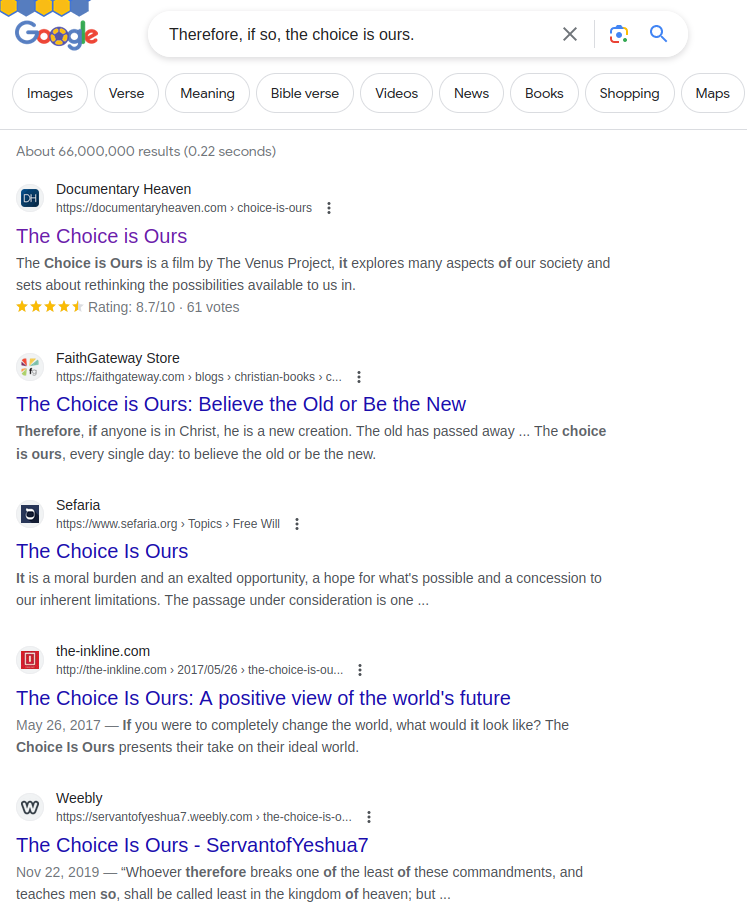 Google
Therefore, if so, the choice is ours.
Images
Verse
Meaning
Bible verse
Videos
News
Books
Shopping
Maps
About 66,000,000 results (0.22 seconds)
DH
Documentary Heaven
https://documentaryheaven.com › choice-is-ours
The Choice is Ours
The Choice is Ours is a film by The Venus Project, it explores many aspects of our society and
sets about rethinking the possibilities available to us in.
Rating: 8.7/10 · 61 votes
fg
FaithGateway Store
https://faithgateway.com › blogs › christian-books › c...
The Choice is Ours: Believe the Old or Be the New
Therefore, if anyone is in Christ, he is a new creation. The old has passed away ... The choice
is ours, every single day: to believe the old or be the new.
Sefaria
https://www.sefaria.org › Topics › Free Will
The Choice Is Ours
It is a moral burden and an exalted opportunity, a hope for what's possible and a concession to
our inherent limitations. The passage under consideration is one ...
the-inkline.com
http://the-inkline.com › 2017/05/26 › the-choice-is-ou...
The Choice Is Ours: A positive view of the world's future
May 26, 2017 — If you were to completely change the world, what would it look like? The
Choice Is Ours presents their take on their ideal world.
Weebly
https://servantofyeshua7.weebly.com › the-choice-is-o...
The Choice Is Ours - ServantofYeshua7
Nov 22, 2019 — “Whoever therefore breaks one of the least of these commandments, and
teaches men so, shall be called least in the kingdom of heaven; but ...